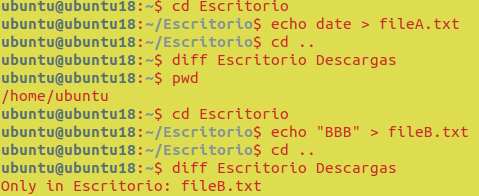 ubuntu@ubuntu18:~$ cd Escritorio
ubuntu@ubuntu18:~/Escritorio$ echo date > fileA.txt
ubuntu@ubuntu18:~/Escritorio$ cd ..
ubuntu@ubuntu18:~$ diff Escritorio Descargas
ubuntu@ubuntu18:~$ pwd
/home/ubuntu
ubuntu@ubuntu18:~$ cd Escritorio
ubuntu@ubuntu18:~/Escritorio$ echo "BBB" > fileB.txt
ubuntu@ubuntu18:~/Escritorio$ cd ..
ubuntu@ubuntu18:~$ diff Escritorio Descargas
Only in Escritorio: fileB.txt